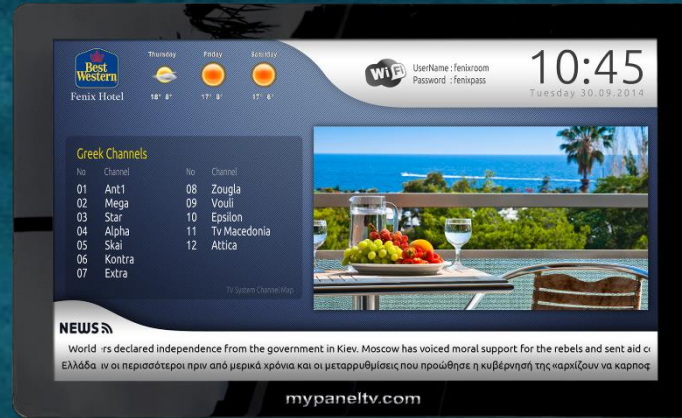 Best
Western
Fenix Hotel
Thursday
Friday
Saturday
18° 8°
17° 8°
17° 6°
WiFi
UserName : fenixroom
Password : fenixpass
10:45
Tuesday 30.09.2014
Greek Channels
No Channel No Channel
01 Ant1 08 Zougla
02 Mega 09 Vouli
03 Star 10 Epsilon
04 Alpha 11 Tv Macedonia
05 Skai 12 Attica
06 Kontra
07 Extra
TV System Channel Map
NEWS
World rs declared independence from the government in Kiev. Moscow has voiced moral support for the rebels and sent aid
Ελλάδα ιν οι περισσότεροι πριν από μερικά χρόνια και οι μεταρρυθμίσεις που προώθησε η κυβέρνησή της «αρχίζουν να καρποφ
mypaneltv.com